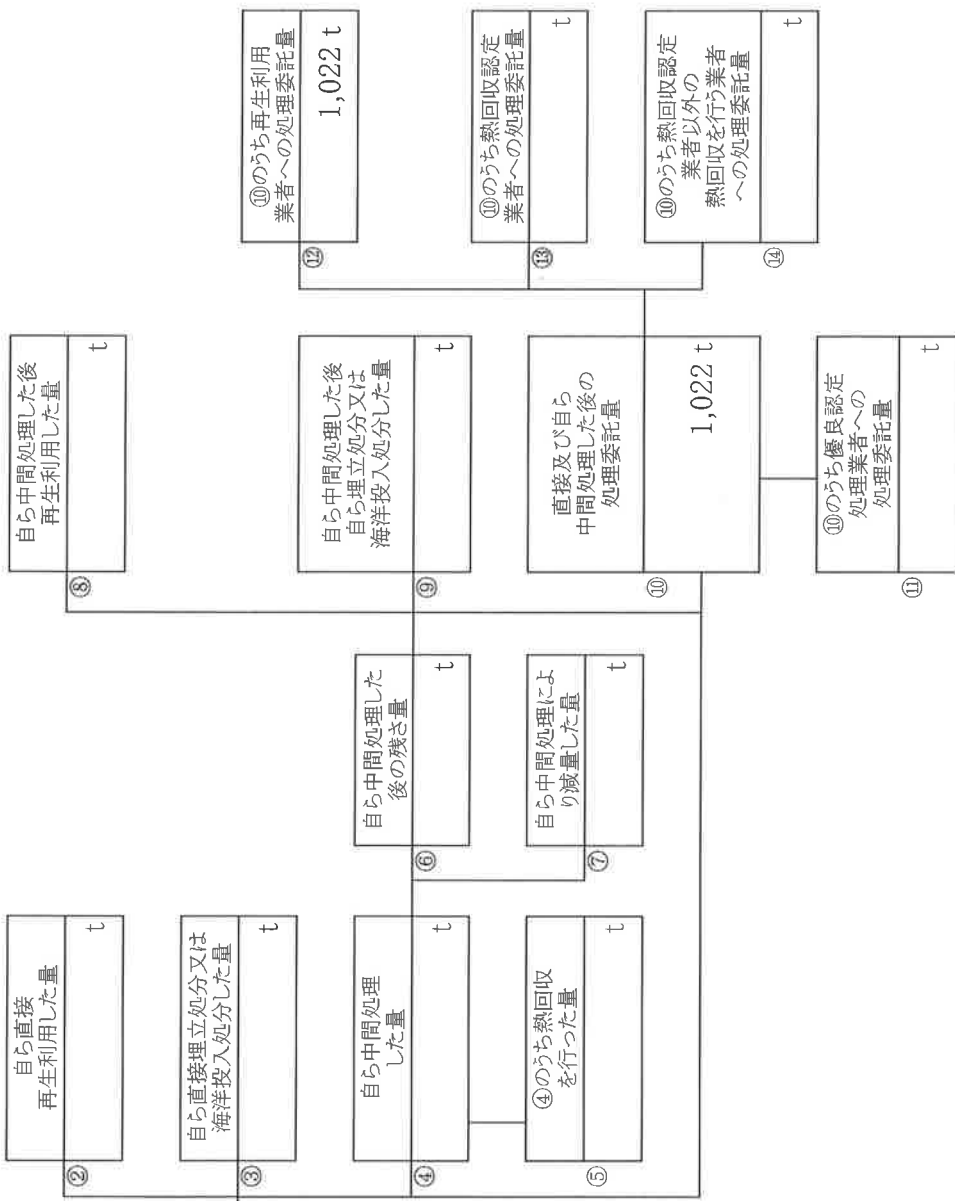 ②
自ら直接
再生利用した量
t
③
自ら直接埋立処分又は
海洋投入処分した量
t
④
自ら中間処理
した量
t
⑤
④のうち熱回収
を行った量
t
⑥
自ら中間処理した
後の残さ量
t
⑦
自ら中間処理によ
り減量した量
t
⑧
自ら中間処理した後
再生利用した量
t
⑨
自ら中間処理した後
自ら埋立処分又は
海洋投入処分した量
t
⑩
直接及び自ら
中間処理した後の
処理委託量
1,022 t
⑪
⑩のうち優良認定
処理業者への
処理委託量
t
⑫
⑩のうち再生利用
業者への処理委託量
1,022 t
⑬
⑩のうち熱回収認定
業者への処理委託量
t
⑭
⑩のうち熱回収認定
業者以外の
熱回収を行う業者
への処理委託量
t